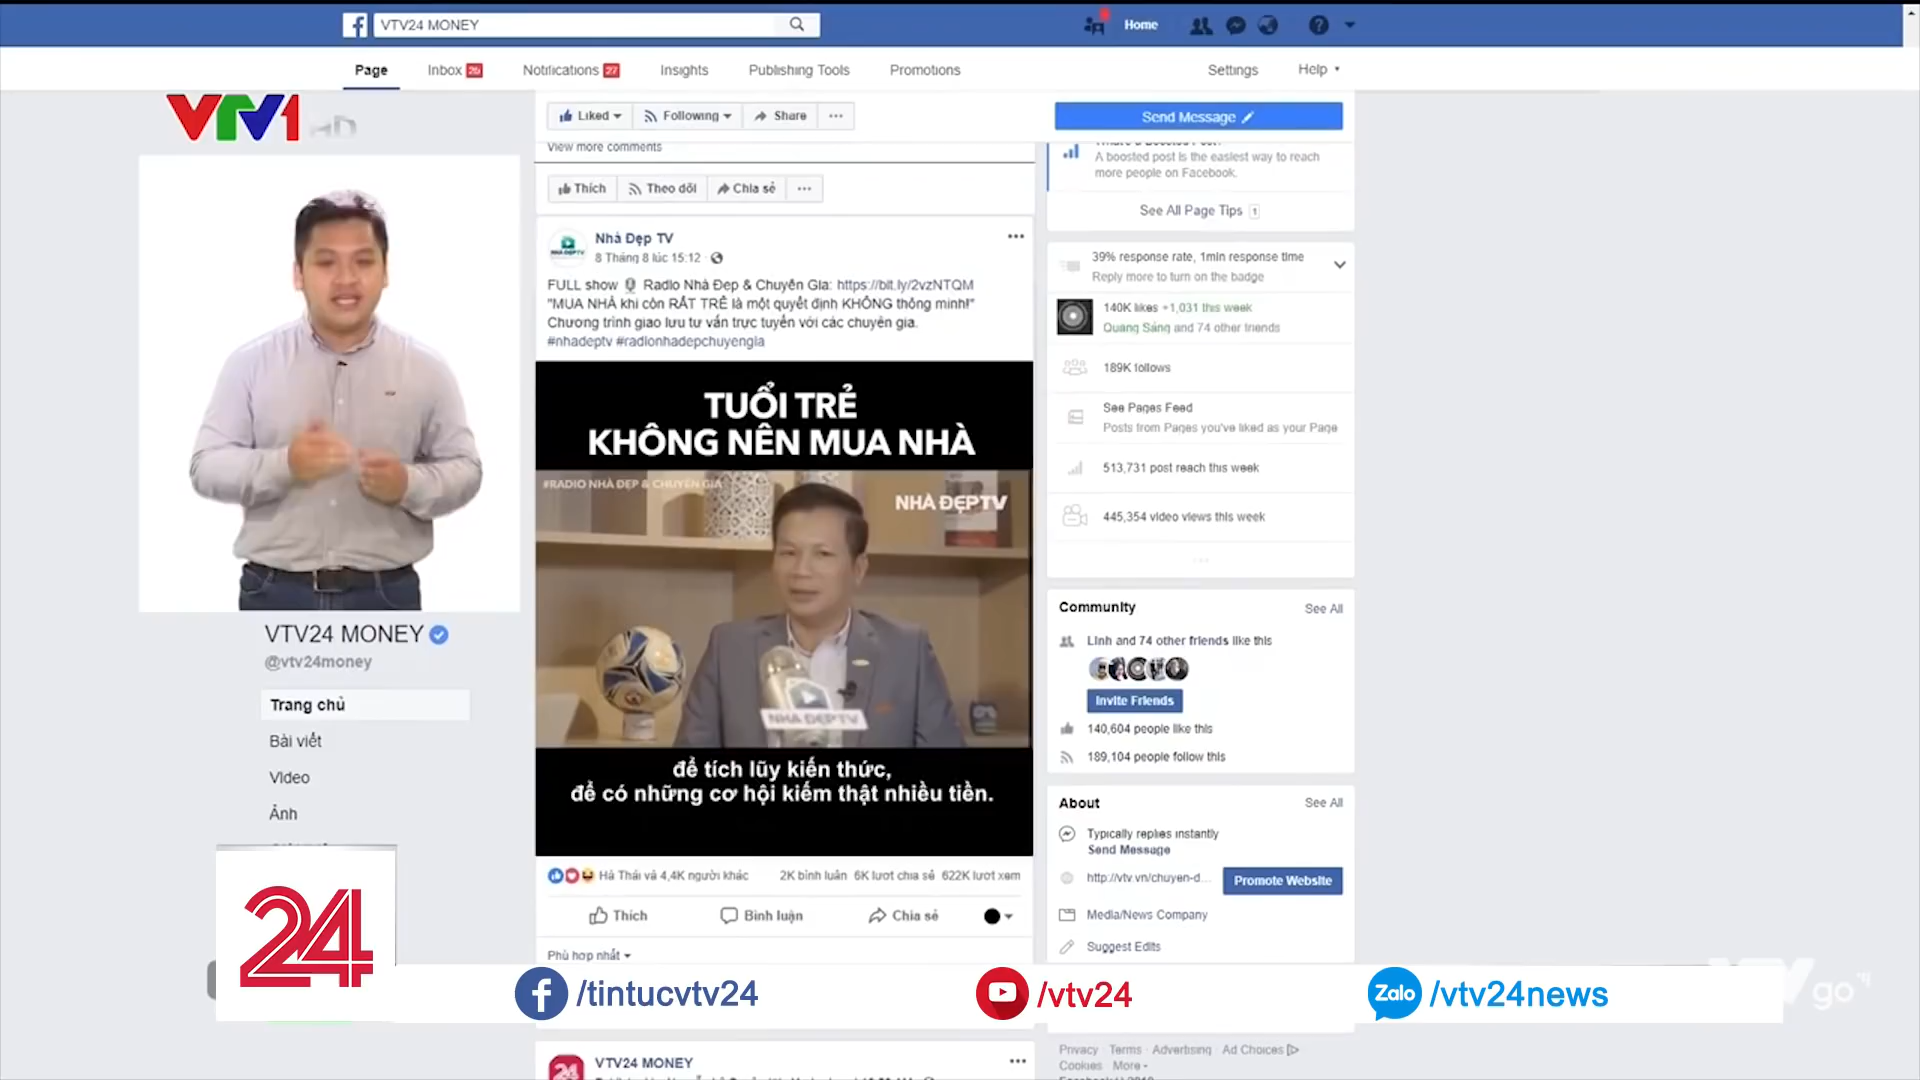 VTV24 MONEY
Home
Page
Inbox 26
Notifications 27
Insights
Publishing Tools
Promotions
Settings
Help
VTV1 HD
Liked
Following
Share
Send Message
View more comments
Thích
Theo dõi
Chia sẻ
A boosted post is the easiest way to reach
more people on Facebook.
See All Page Tips 1
Nhà Đẹp TV
8 Tháng 8 lúc 15:12
FULL show Radio Nhà Đẹp & Chuyên Gia: https://bit.ly/2vzNTQM
"MUA NHÀ khi còn RẤT TRẺ là một quyết định KHÔNG thông minh!"
Chương trình giao lưu tư vấn trực tuyến với các chuyên gia.
#nhadeptv #radionhadepchuyengia
TUỔI TRẺ
KHÔNG NÊN MUA NHÀ
#RADIO NHÀ ĐẸP & CHUYÊN GIA
NHÀ ĐẸPTV
NHÀ ĐẸPTV
để tích lũy kiến thức,
để có những cơ hội kiếm thật nhiều tiền.
Hà Thái và 4,4K người khác
2K bình luận 6K lượt chia sẻ 622K lượt xem
Thích
Bình luận
Chia sẻ
Phù hợp nhất
VTV24 MONEY
39% response rate, 1min response time
Reply more to turn on the badge
140K likes +1,031 this week
Quang Sáng and 74 other friends
189K follows
See Pages Feed
Posts from Pages you've liked as your Page
513,731 post reach this week
445,354 video views this week
Community
See All
Linh and 74 other friends like this
Invite Friends
140,604 people like this
189,104 people follow this
About
See All
Typically replies instantly
Send Message
http://vtv.vn/chuyen-d...
Promote Website
Media/News Company
Suggest Edits
Privacy Terms Advertising Ad Choices
Cookies More
VTV24 MONEY
@vtv24money
Trang chủ
Bài viết
Video
Ảnh
24
/tintucvtv24
/vtv24
Zalo /vtv24news
VTV go